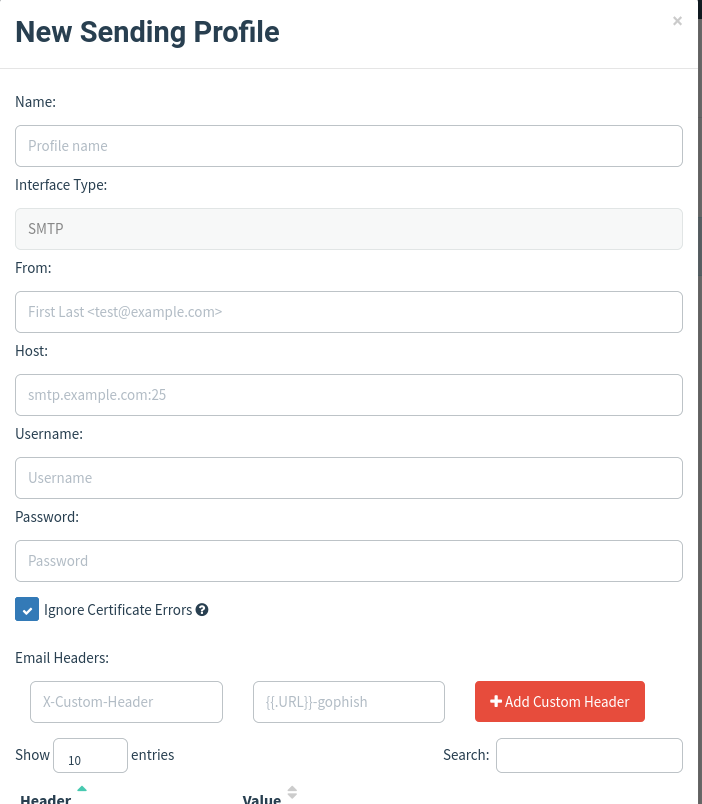 New Sending Profile
×
Name:
Profile name
Interface Type:
SMTP
From:
First Last <test@example.com>
Host:
smtp.example.com:25
Username:
Username
Password:
Password
Ignore Certificate Errors
Email Headers:
X-Custom-Header {{.URL}}-gophish Add Custom Header
Show 10 entries Search:
Header Value